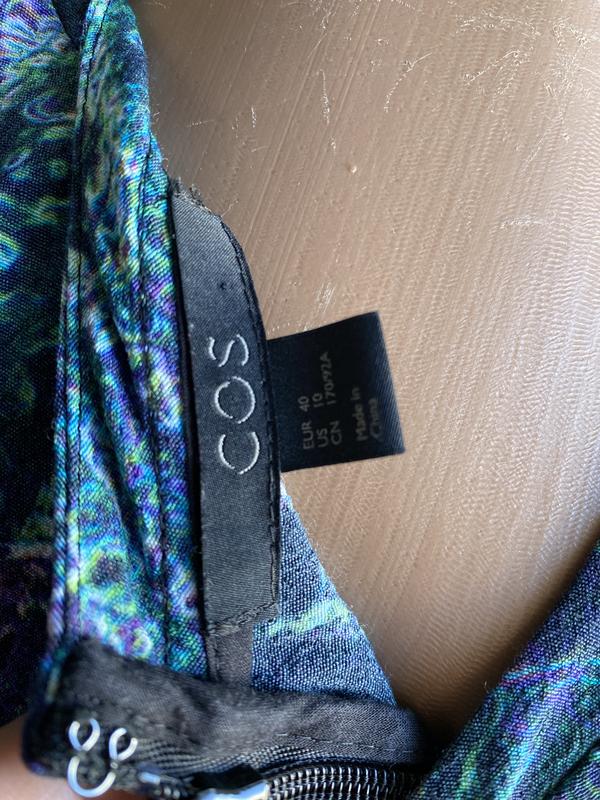 COS
EUR 40
US 10
CN 170/92A
Made in
China